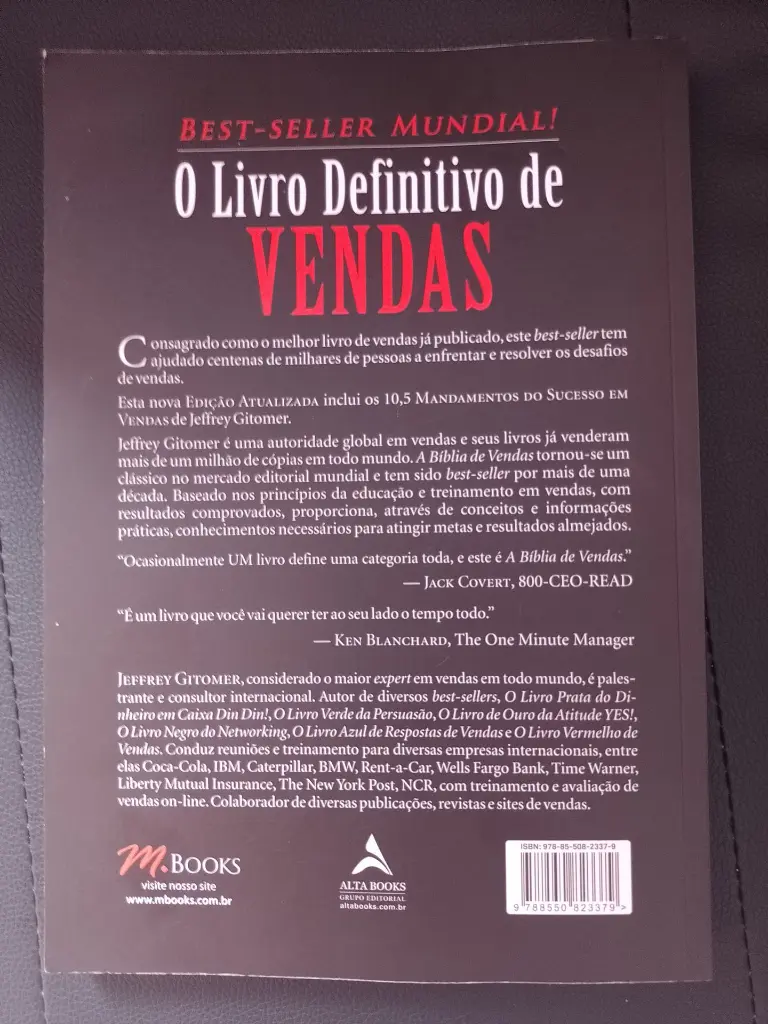 BEST-SELLER MUNDIAL!
O Livro Definitivo de
VENDAS
Consagrado como o melhor livro de vendas já publicado, este best-seller tem
ajudado centenas de milhares de pessoas a enfrentar e resolver os desafios
de vendas.
Esta nova EDIÇÃO ATUALIZADA inclui os 10,5 MANDAMENTOS DO SUCESSO EM
VENDAS de Jeffrey Gitomer.
Jeffrey Gitomer é uma autoridade global em vendas e seus livros já venderam
mais de um milhão de cópias em todo mundo. A Bíblia de Vendas tornou-se um
clássico no mercado editorial mundial e tem sido best-seller por mais de uma
década. Baseado nos princípios da educação e treinamento em vendas, com
resultados comprovados, proporciona, através de conceitos e informações
práticas, conhecimentos necessários para atingir metas e resultados almejados.
“Ocasionalmente UM livro define uma categoria toda, e este é A Bíblia de Vendas.”
— JACK COVERT, 800-CEO-READ
“É um livro que você vai querer ter ao seu lado o tempo todo.”
— KEN BLANCHARD, The One Minute Manager
JEFFREY GITOMER, considerado o maior expert em vendas em todo mundo, é pales-
trante e consultor internacional. Autor de diversos best-sellers, O Livro Prata do Di-
nheiro em Caixa Din Din!, O Livro Verde da Persuasão, O Livro de Ouro da Atitude YES!,
O Livro Negro do Networking, O Livro Azul de Respostas de Vendas e O Livro Vermelho de
Vendas. Conduz reuniões e treinamento para diversas empresas internacionais, entre
elas Coca-Cola, IBM, Caterpillar, BMW, Rent-a-Car, Wells Fargo Bank, Time Warner,
Liberty Mutual Insurance, The New York Post, NCR, com treinamento e avaliação de
vendas on-line. Colaborador de diversas publicações, revistas e sites de vendas.
M.BOOKS
visite nosso site
www.mbooks.com.br
ALTA BOOKS
GRUPO EDITORIAL
altabooks.com.br
ISBN: 978-85-508-2337-9
9 788550 823379 >